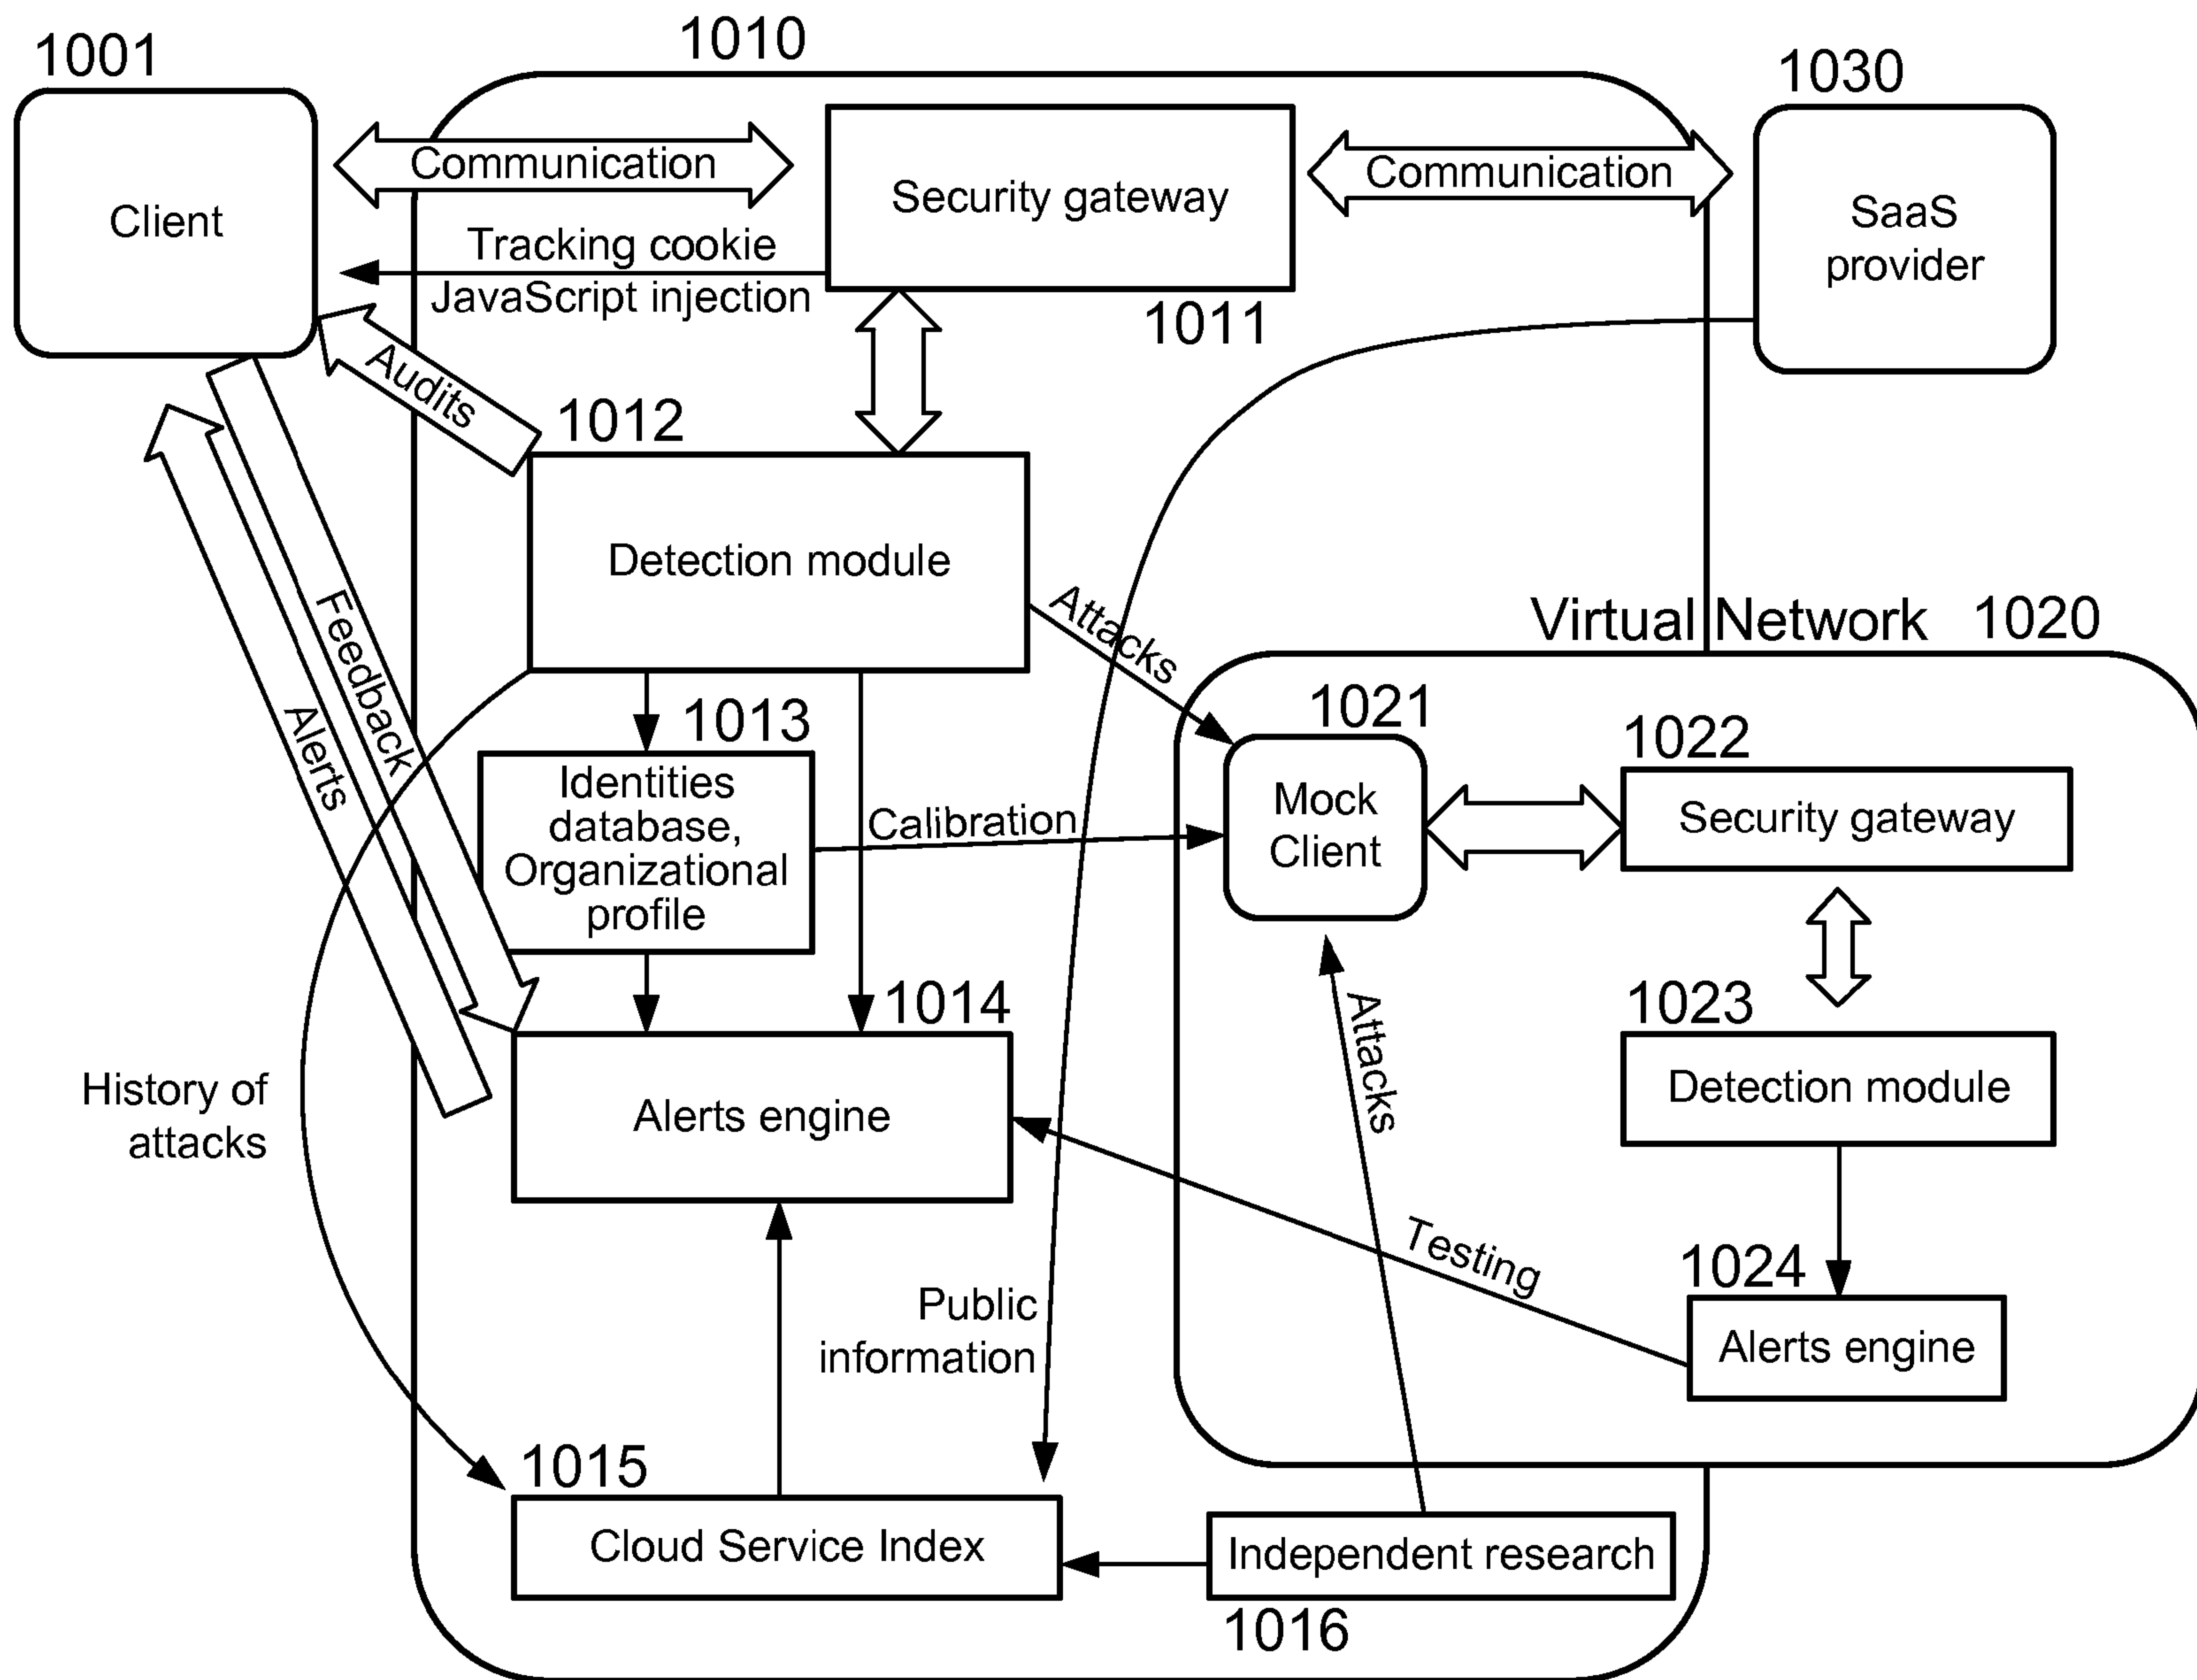 1001
1010
1030
Client
Communication
Security gateway
Communication
SaaS
provider
Tracking cookie
JavaScript injection
1011
Audits
1012
Detection module
Attacks
Virtual Network 1020
Feedback
Alerts
1013
Identities
database,
Organizational
profile
Calibration
1021
Mock
Client
1022
Security gateway
1014
Alerts engine
History of
attacks
Attacks
1023
Detection module
Testing
1024
Alerts engine
Public
information
1015
Cloud Service Index
Independent research
1016